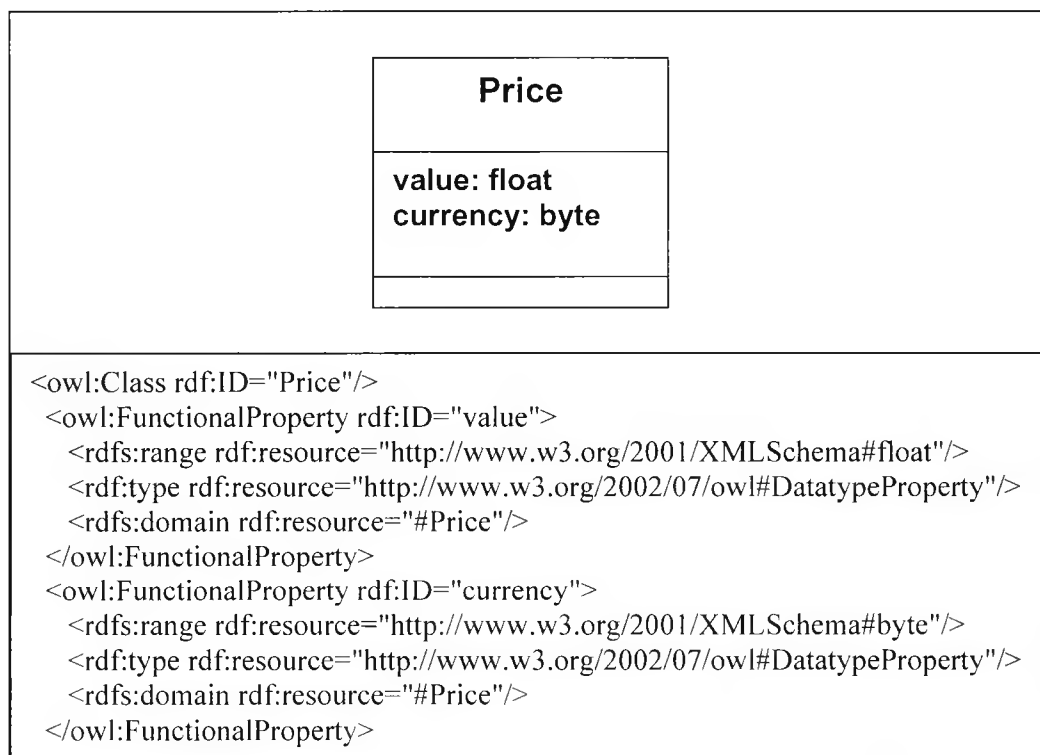 Price
value: float
currency: byte
<owl:Class rdf:ID="Price"/>
<owl:FunctionalProperty rdf:ID="value">
<rdfs:range rdf:resource="http://www.w3.org/2001/XMLSchema#float"/>
<rdf:type rdf:resource="http://www.w3.org/2002/07/owl#DatatypeProperty"/>
<rdfs:domain rdf:resource="#Price"/>
</owl:FunctionalProperty>
<owl:FunctionalProperty rdf:ID="currency">
<rdfs:range rdf:resource="http://www.w3.org/2001/XMLSchema#byte"/>
<rdf:type rdf:resource="http://www.w3.org/2002/07/owl#DatatypeProperty"/>
<rdfs:domain rdf:resource="#Price"/>
</owl:FunctionalProperty>